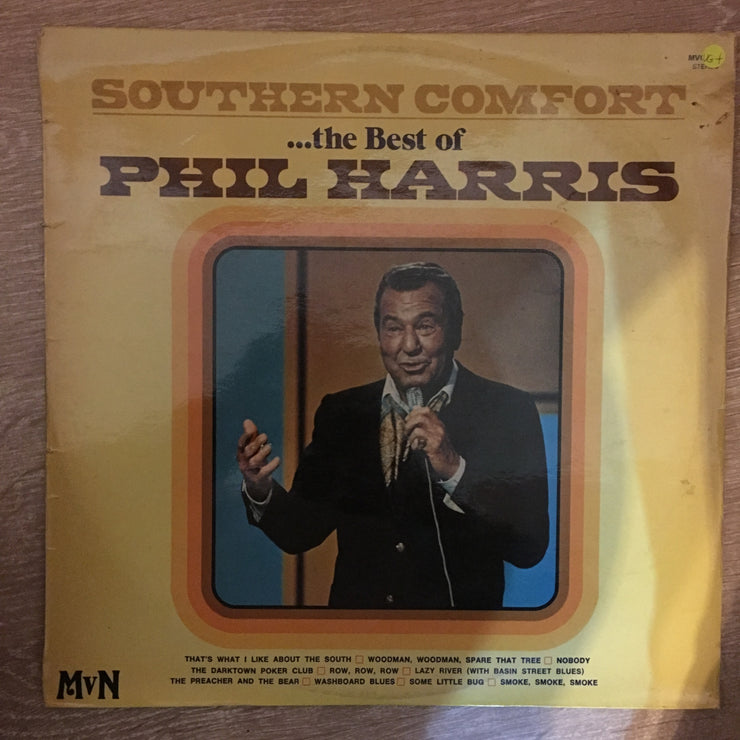 G+
SOUTHERN COMFORT
...the Best of
PHIL HARRIS
THAT'S WHAT I LIKE ABOUT THE SOUTH □ WOODMAN, WOODMAN, SPARE THAT TREE □ NOBODY
THE DARKTOWN POKER CLUB □ ROW, ROW, ROW □ LAZY RIVER (WITH BASIN STREET BLUES)
THE PREACHER AND THE BEAR □ WASHBOARD BLUES □ SOME LITTLE BUG □ SMOKE, SMOKE, SMOKE
MvN